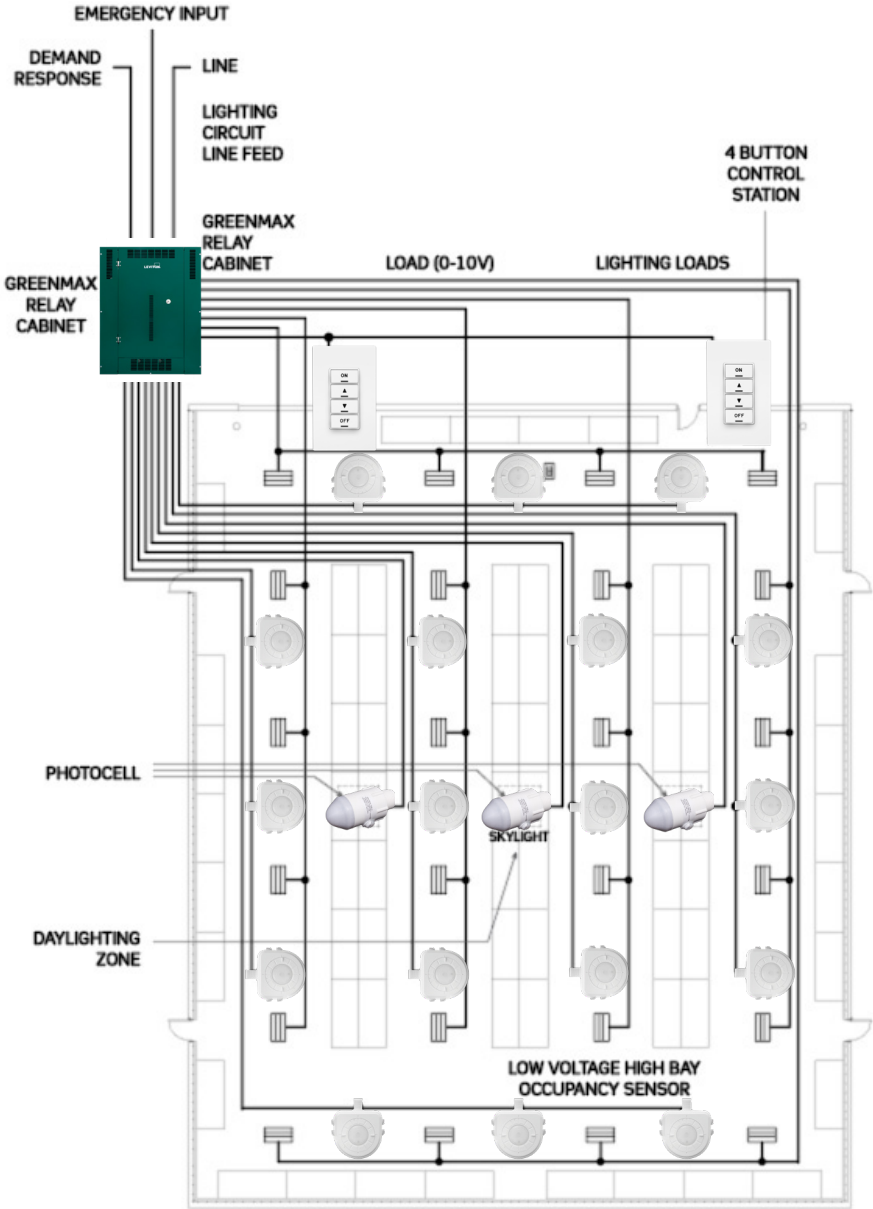 EMERGENCY INPUT
DEMAND
RESPONSE
LINE
LIGHTING
CIRCUIT
LINE FEED
4 BUTTON
CONTROL
STATION
GREENMAX
RELAY
CABINET
GREENMAX
RELAY
CABINET
LOAD (0-10V)
LIGHTING LOADS
LEVITON
ON
OFF
ON
OFF
PHOTOCELL
SKYLIGHT
DAYLIGHTING
ZONE
LOW VOLTAGE HIGH BAY
OCCUPANCY SENSOR